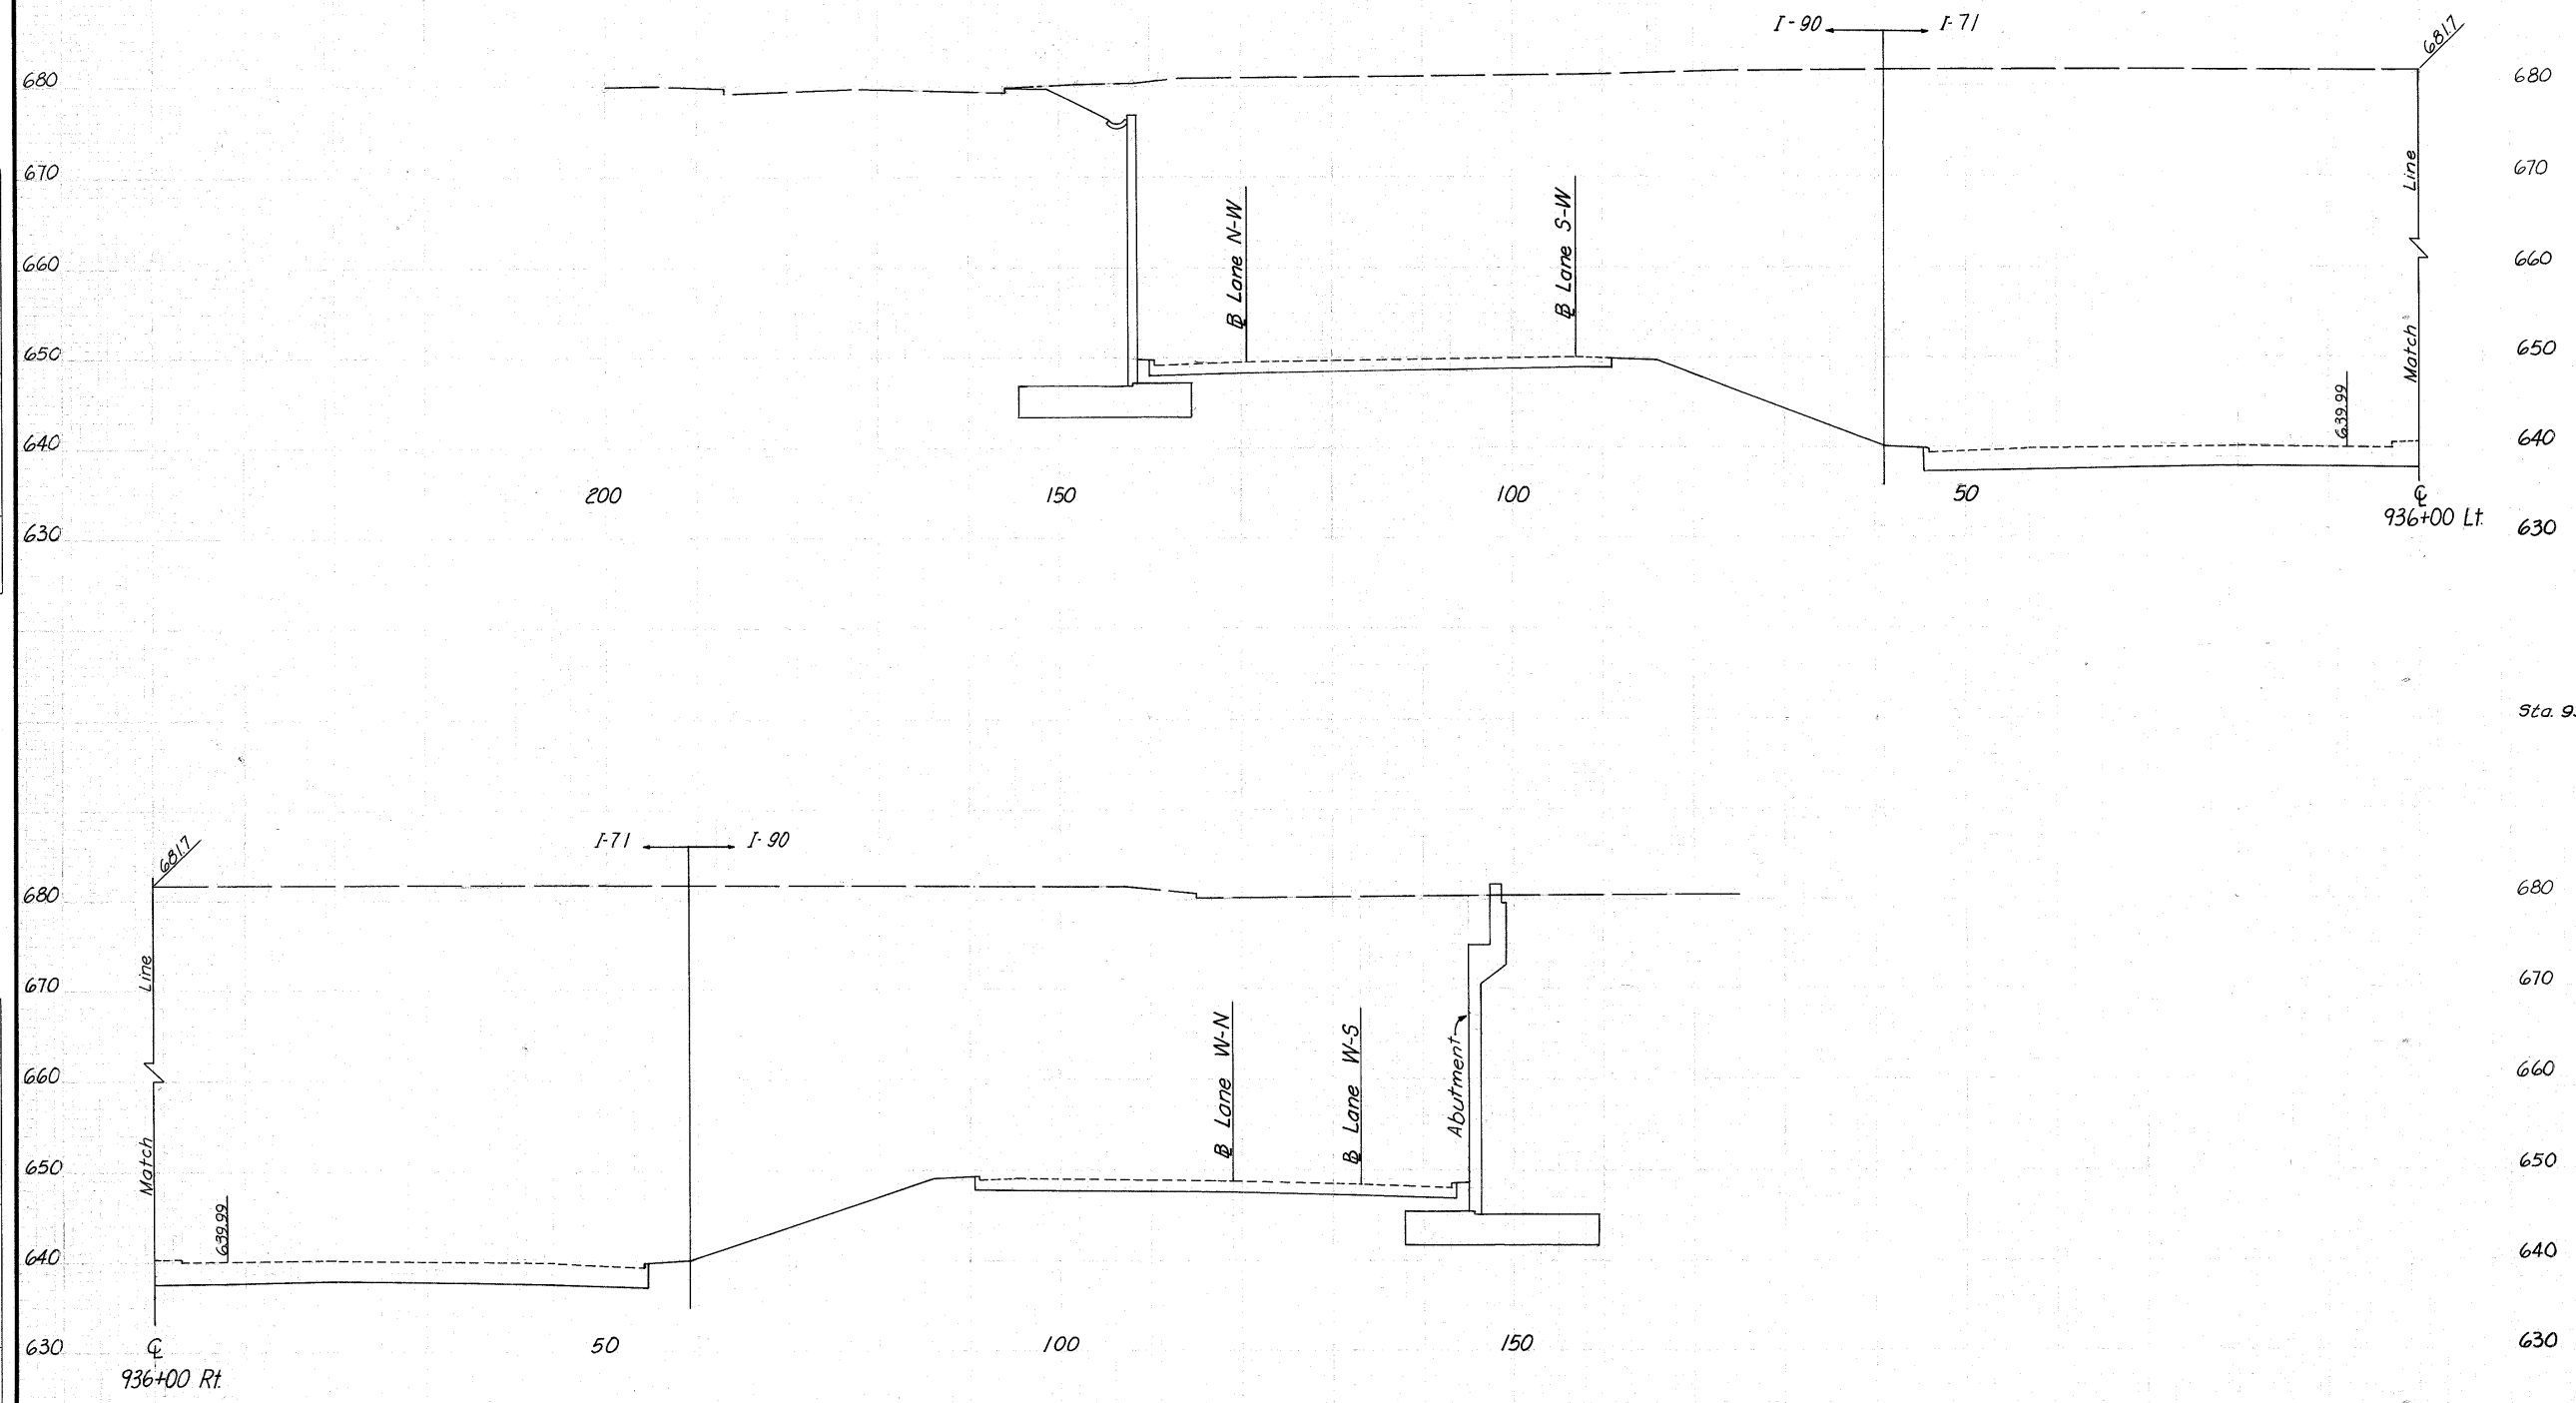 I-90 I-71
681.7
680 680
670 670
Line
660 660
℄ Lane N-W
℄ Lane S-W
650 650
Match
639.99
640 640
200 150 100 50 ℄
936+00 Lt.
630 630
Sta. 9
I-71 I-90
681.7
680 680
Line
670 670
660 660
℄ Lane W-N
℄ Lane W-S
Abutment
650 650
Match
639.99
640 640
630 630
℄ 50 100 150
936+00 Rt.